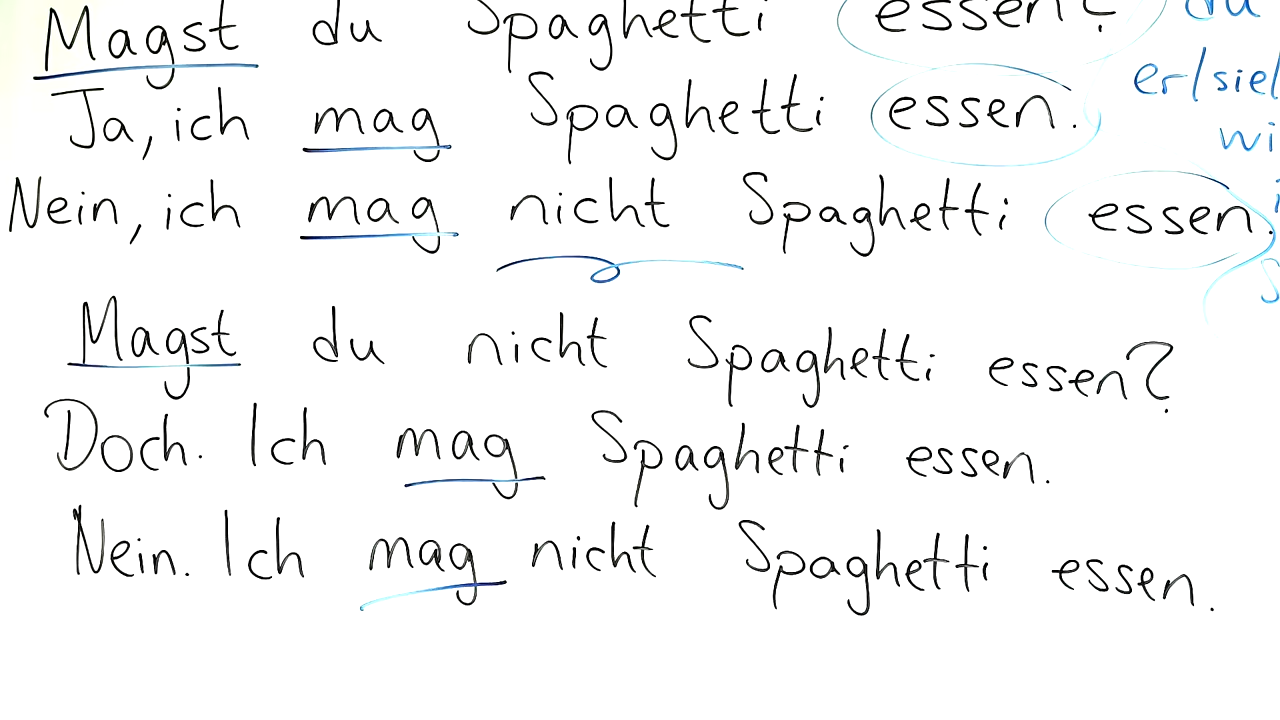 Magst du Spaghetti essen? du
Ja, ich mag Spaghetti essen. er/sie/
Nein, ich mag nicht Spaghetti essen.
Magst du nicht Spaghetti essen?
Doch. Ich mag Spaghetti essen.
Nein. Ich mag nicht Spaghetti essen.